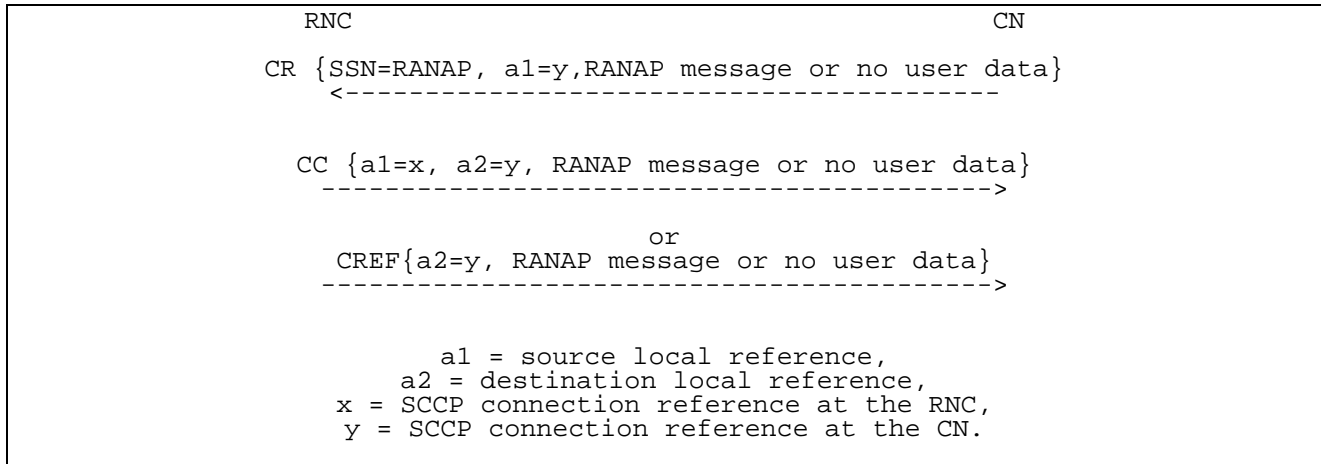 RNC CN
CR {SSN=RANAP, a1=y,RANAP message or no user data}
<-----------------------------------------
CC {a1=x, a2=y, RANAP message or no user data}
------------------------------------------>
or
CREF{a2=y, RANAP message or no user data}
------------------------------------------>
a1 = source local reference,
a2 = destination local reference,
x = SCCP connection reference at the RNC,
y = SCCP connection reference at the CN.